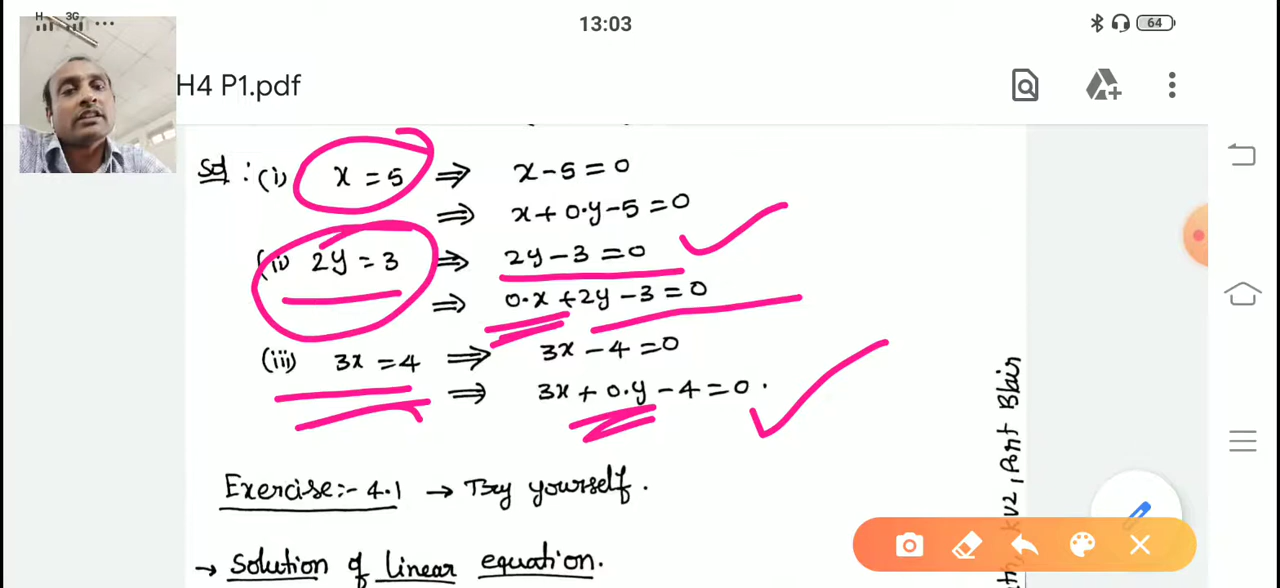 H 3G 13:03 64
H4 P1.pdf
Sol : (i) x = 5 ⇒ x - 5 = 0
⇒ x + 0·y - 5 = 0
(ii) 2y = 3 ⇒ 2y - 3 = 0
⇒ 0·x + 2y - 3 = 0
(iii) 3x = 4 ⇒ 3x - 4 = 0
⇒ 3x + 0·y - 4 = 0.
Exercise:- 4.1 → Try yourself.
→ Solution of linear equation.
KV2, Port Blair